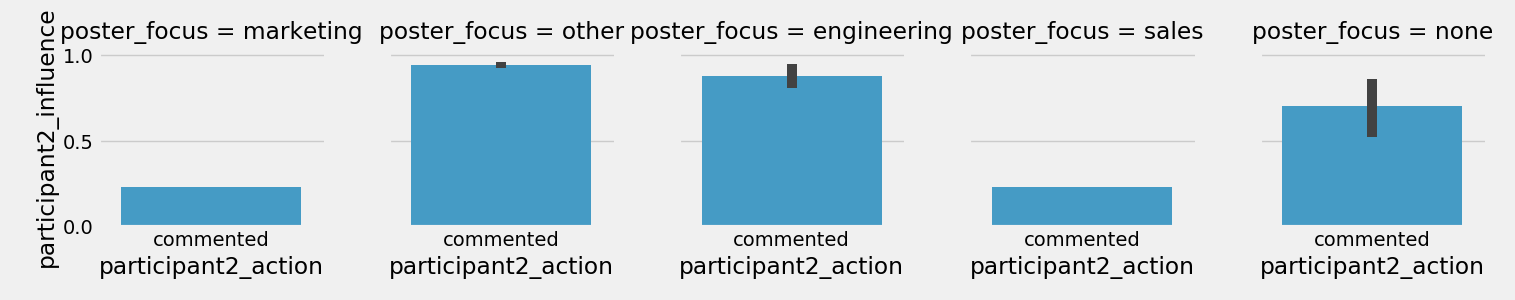 poster_focus = marketing
poster_focus = other
poster_focus = engineering
poster_focus = sales
poster_focus = none
participant2_influence
1.0
0.5
0.0
commented
commented
commented
commented
commented
participant2_action
participant2_action
participant2_action
participant2_action
participant2_action